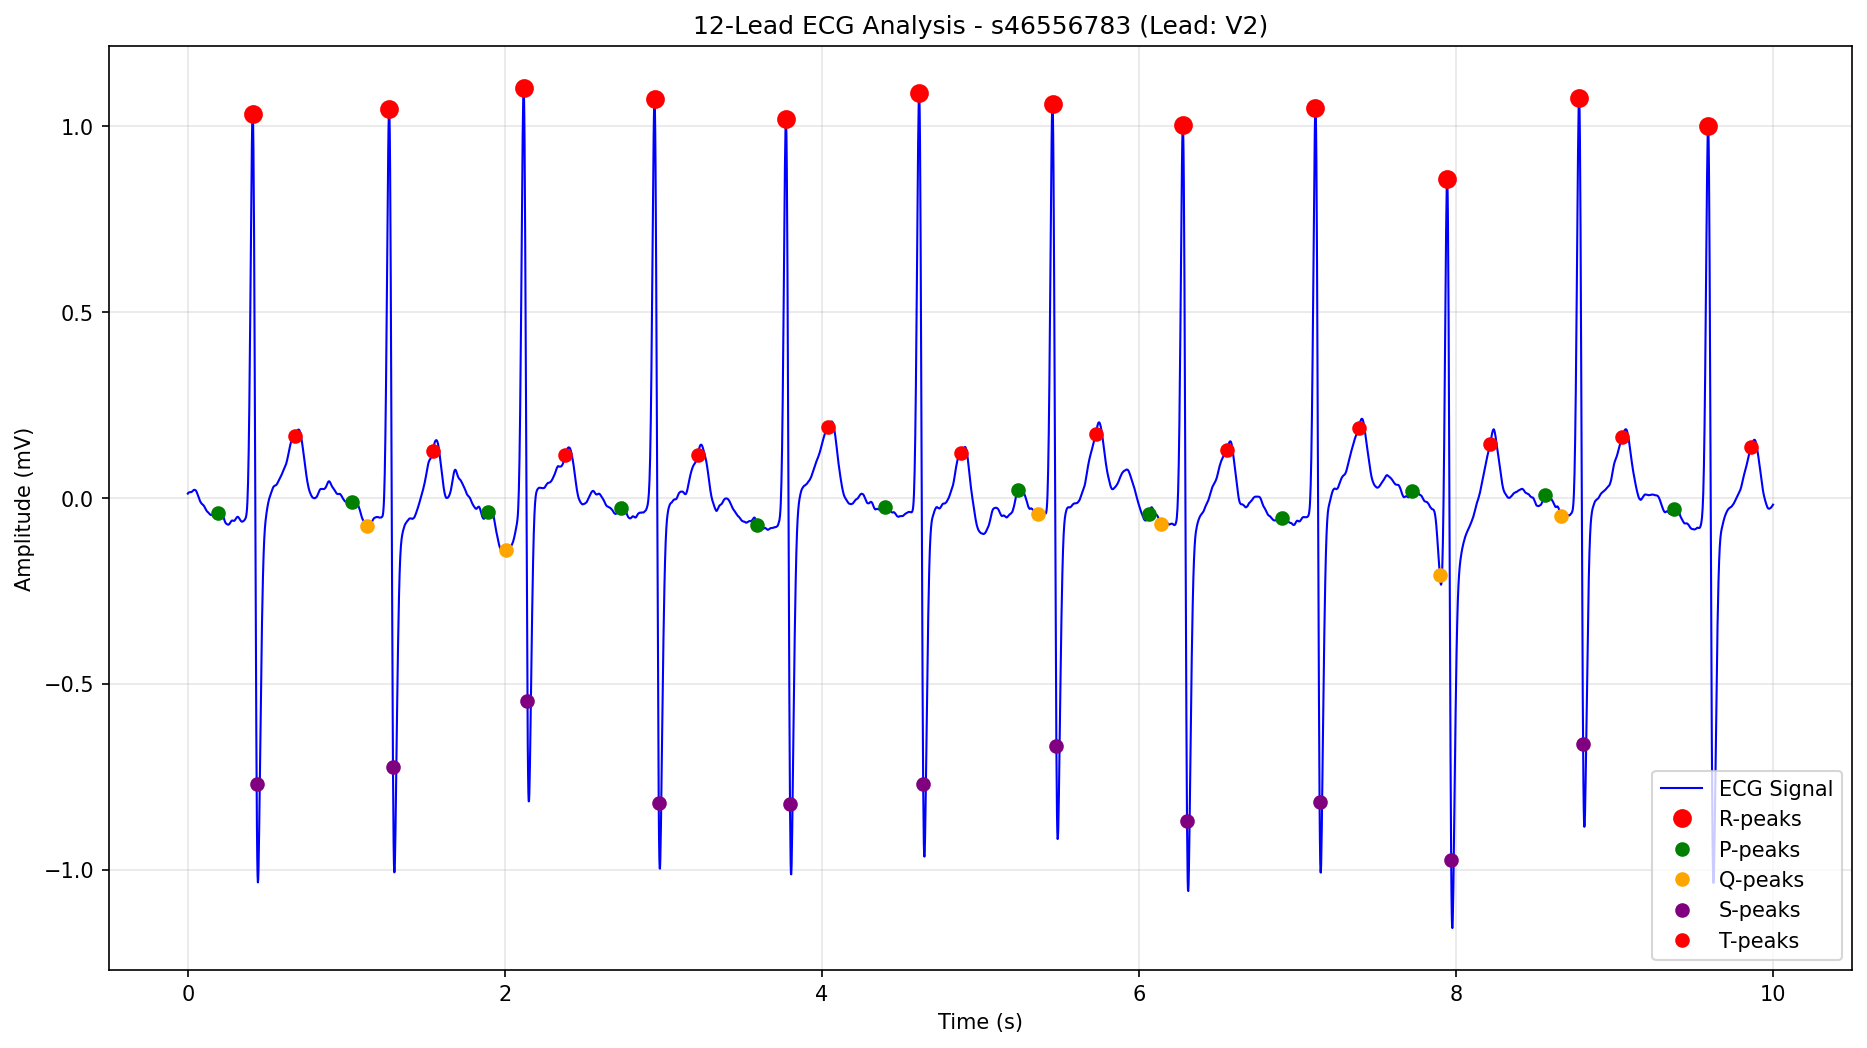 12-Lead ECG Analysis - s46556783 (Lead: V2)
Amplitude (mV)
1.0
0.5
0.0
−0.5
−1.0
0 2 4 6 8 10
Time (s)
ECG Signal
R-peaks
P-peaks
Q-peaks
S-peaks
T-peaks